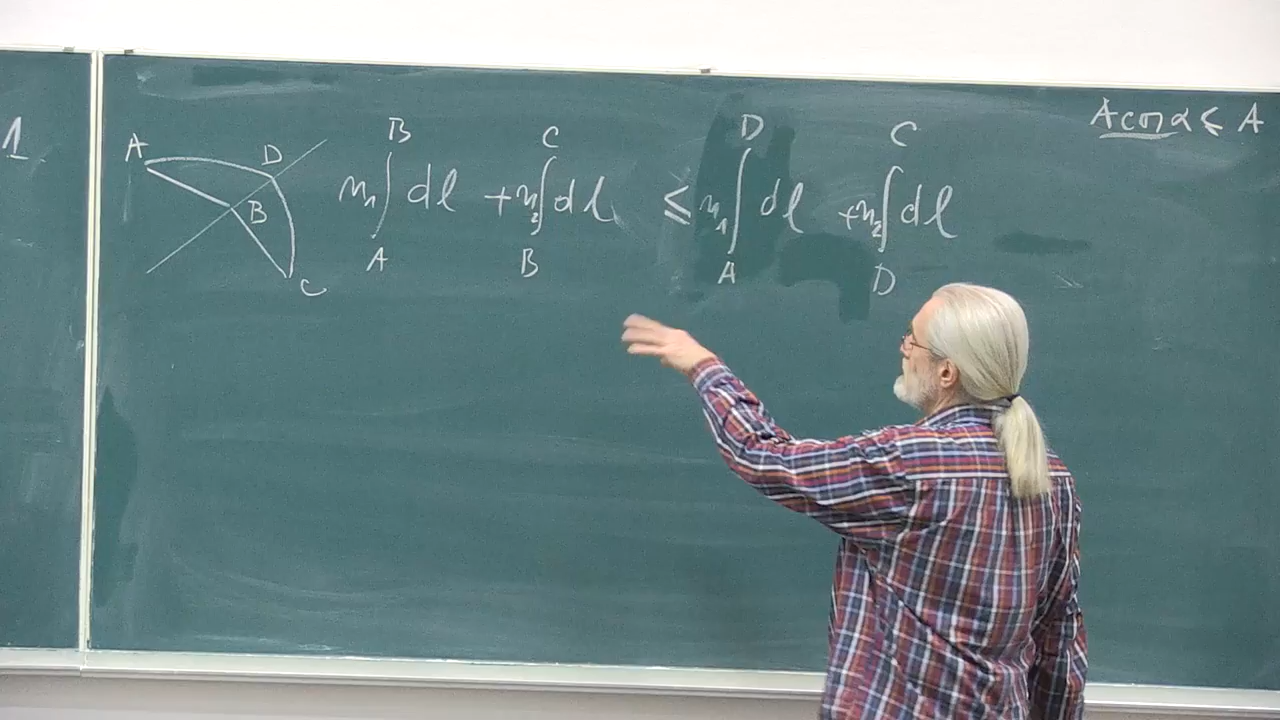 1
A D B C
n₁ ∫_A^B dl + n₂ ∫_B^C dl ≤ n₁ ∫_A^D dl + n₂ ∫_D^C dl
A cos α ≤ A